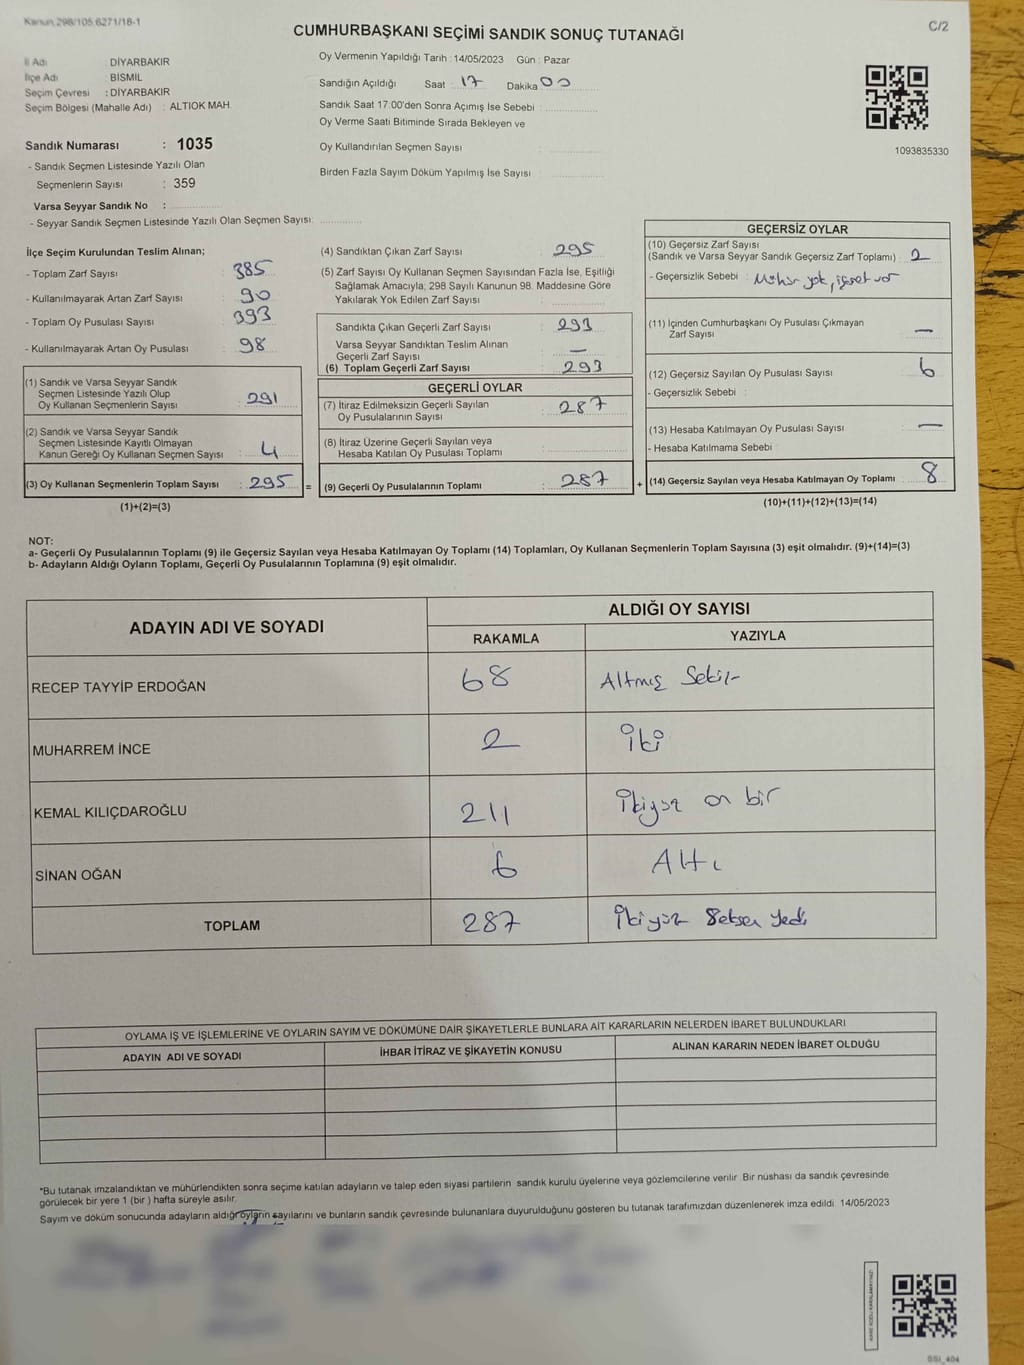 Kanun 298/105.6271/16-1
C/2
CUMHURBAŞKANI SEÇİMİ SANDIK SONUÇ TUTANAĞI
İl Adı : DİYARBAKIR
İlçe Adı : BİSMİL
Seçim Çevresi : DİYARBAKIR
Seçim Bölgesi (Mahalle Adı) : ALTIOK MAH
Sandık Numarası : 1035
- Sandık Seçmen Listesinde Yazılı Olan
Seçmenlerin Sayısı : 359
Varsa Seyyar Sandık No :
- Seyyar Sandık Seçmen Listesinde Yazılı Olan Seçmen Sayısı:
Oy Vermenin Yapıldığı Tarih : 14/05/2023 Gün : Pazar
Sandığın Açıldığı Saat 17 Dakika 00
Sandık Saat 17:00'den Sonra Açımış İse Sebebi :
Oy Verme Saati Bitiminde Sırada Bekleyen ve
Oy Kullandırılan Seçmen Sayısı :
Birden Fazla Sayım Döküm Yapılmış İse Sayısı :
1093835330
İlçe Seçim Kurulundan Teslim Alınan;
- Toplam Zarf Sayısı : 385
- Kullanılmayarak Artan Zarf Sayısı : 90
- Toplam Oy Pusulası Sayısı : 393
- Kullanılmayarak Artan Oy Pusulası : 98
(1) Sandık ve Varsa Seyyar Sandık
Seçmen Listesinde Yazılı Olup
Oy Kullanan Seçmenlerin Sayısı : 291
(2) Sandık ve Varsa Seyyar Sandık
Seçmen Listesinde Kayıtlı Olmayan
Kanun Gereği Oy Kullanan Seçmen Sayısı : 4
(3) Oy Kullanan Seçmenlerin Toplam Sayısı : 295 =
(1)+(2)=(3)
(4) Sandıktan Çıkan Zarf Sayısı : 295
(5) Zarf Sayısı Oy Kullanan Seçmen Sayısından Fazla İse, Eşitliği
Sağlamak Amacıyla; 298 Sayılı Kanunun 98. Maddesine Göre
Yakılarak Yok Edilen Zarf Sayısı :
Sandıkta Çıkan Geçerli Zarf Sayısı : 293
Varsa Seyyar Sandıktan Teslim Alınan
Geçerli Zarf Sayısı : —
(6) Toplam Geçerli Zarf Sayısı : 293
GEÇERLİ OYLAR
(7) İtiraz Edilmeksizin Geçerli Sayılan
Oy Pusulalarının Sayısı : 287
(8) İtiraz Üzerine Geçerli Sayılan veya
Hesaba Katılan Oy Pusulası Toplamı :
(9) Geçerli Oy Pusulalarının Toplamı : 287 +
GEÇERSİZ OYLAR
(10) Geçersiz Zarf Sayısı
(Sandık ve Varsa Seyyar Sandık Geçersiz Zarf Toplamı) : 2
- Geçersizlik Sebebi : Mühür yok, işaret var
(11) İçinden Cumhurbaşkanı Oy Pusulası Çıkmayan
Zarf Sayısı : —
(12) Geçersiz Sayılan Oy Pusulası Sayısı : 6
- Geçersizlik Sebebi :
(13) Hesaba Katılmayan Oy Pusulası Sayısı : —
- Hesaba Katılmama Sebebi :
(14) Geçersiz Sayılan veya Hesaba Katılmayan Oy Toplamı : 8
(10)+(11)+(12)+(13)=(14)
NOT:
a- Geçerli Oy Pusulalarının Toplamı (9) ile Geçersiz Sayılan veya Hesaba Katılmayan Oy Toplamı (14) Toplamları, Oy Kullanan Seçmenlerin Toplam Sayısına (3) eşit olmalıdır. (9)+(14)=(3)
b- Adayların Aldığı Oyların Toplamı, Geçerli Oy Pusulalarının Toplamına (9) eşit olmalıdır.
ADAYIN ADI VE SOYADI
ALDIĞI OY SAYISI
RAKAMLA YAZIYLA
RECEP TAYYİP ERDOĞAN 68 Altmış Sekiz
MUHARREM İNCE 2 İki
KEMAL KILIÇDAROĞLU 211 İkiyüz on bir
SİNAN OĞAN 6 Altı
TOPLAM 287 İkiyüz Seksen Yedi
OYLAMA İŞ VE İŞLEMLERİNE VE OYLARIN SAYIM VE DÖKÜMÜNE DAİR ŞİKAYETLERLE BUNLARA AİT KARARLARIN NELERDEN İBARET BULUNDUKLARI
ADAYIN ADI VE SOYADI İHBAR İTİRAZ VE ŞİKAYETİN KONUSU ALINAN KARARIN NEDEN İBARET OLDUĞU
*Bu tutanak imzalandıktan ve mühürlendikten sonra seçime katılan adayların ve talep eden siyasi partilerin sandık kurulu üyelerine veya gözlemcilerine verilir. Bir nüshası da sandık çevresinde
görülecek bir yere 1 (bir ) hafta süreyle asılır.
Sayım ve döküm sonucunda adayların aldığı oyların sayılarını ve bunların sandık çevresinde bulunanlara duyurulduğunu gösteren bu tutanak tarafımızdan düzenlenerek imza edildi. 14/05/2023